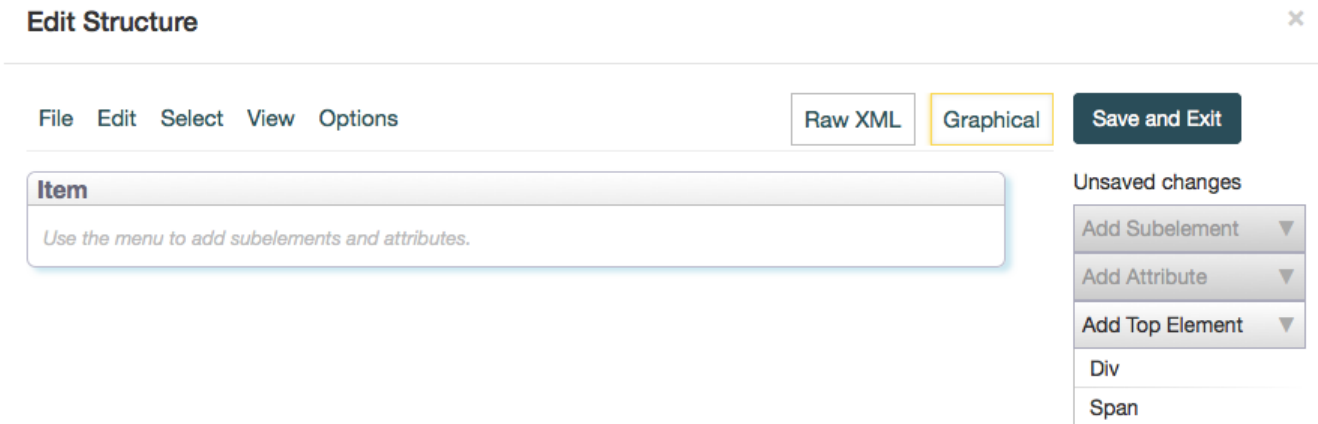 Edit Structure ×
File Edit Select View Options Raw XML Graphical Save and Exit
Item
Use the menu to add subelements and attributes.
Unsaved changes
Add Subelement ▼
Add Attribute ▼
Add Top Element ▼
Div
Span